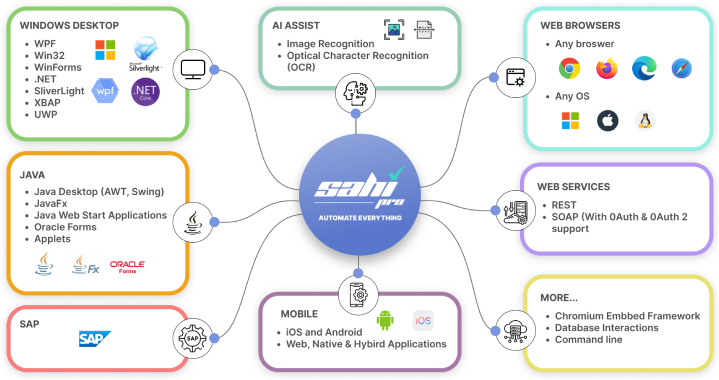 WINDOWS DESKTOP
WPF
Win32
WinForms
.NET
SliverLight
XBAP
UWP
Silverlight
wpf
.NET
Core
AI ASSIST
Image Recognition
Optical Character Recognition
(OCR)
WEB BROWSERS
Any broswer
Any OS
JAVA
Java Desktop (AWT, Swing)
JavaFx
Java Web Start Applications
Oracle Forms
Applets
Fx
ORACLE
Forms
sahi
pro
AUTOMATE EVERYTHING
WEB SERVICES
REST
SOAP (With 0Auth & 0Auth 2
support
SAP
SAP
SAP
MOBILE
iOS
iOS and Android
Web, Native & Hybird Applications
MORE...
Chromium Embbed Framework
Database Interactions
Command line